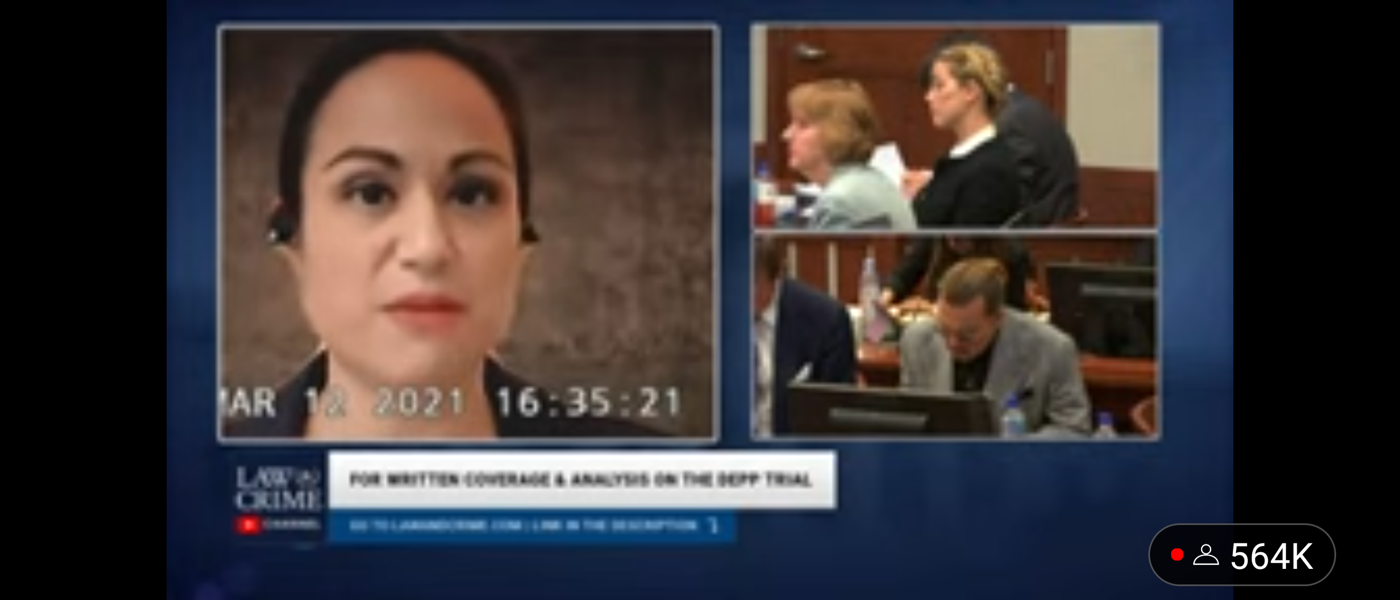 MAR 12 2021 16:35:21
LAW&
CRIME
CHANNEL
FOR WRITTEN COVERAGE & ANALYSIS ON THE DEPP TRIAL
GO TO LAWANDCRIME.COM | LINK IN THE DESCRIPTION
564K